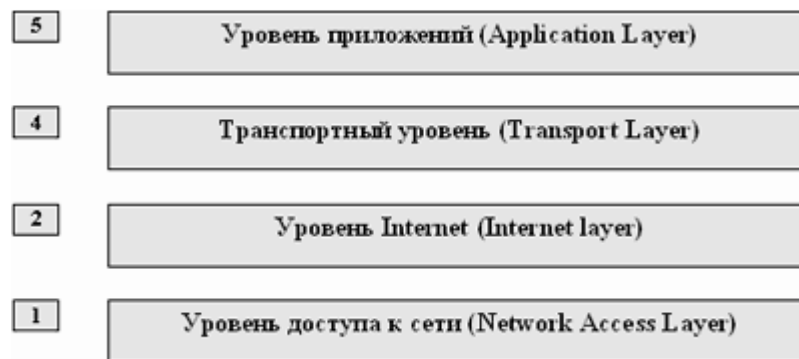 5 Уровень приложений (Application Layer)
4 Транспортный уровень (Transport Layer)
2 Уровень Internet (Internet layer)
1 Уровень доступа к сети (Network Access Layer)